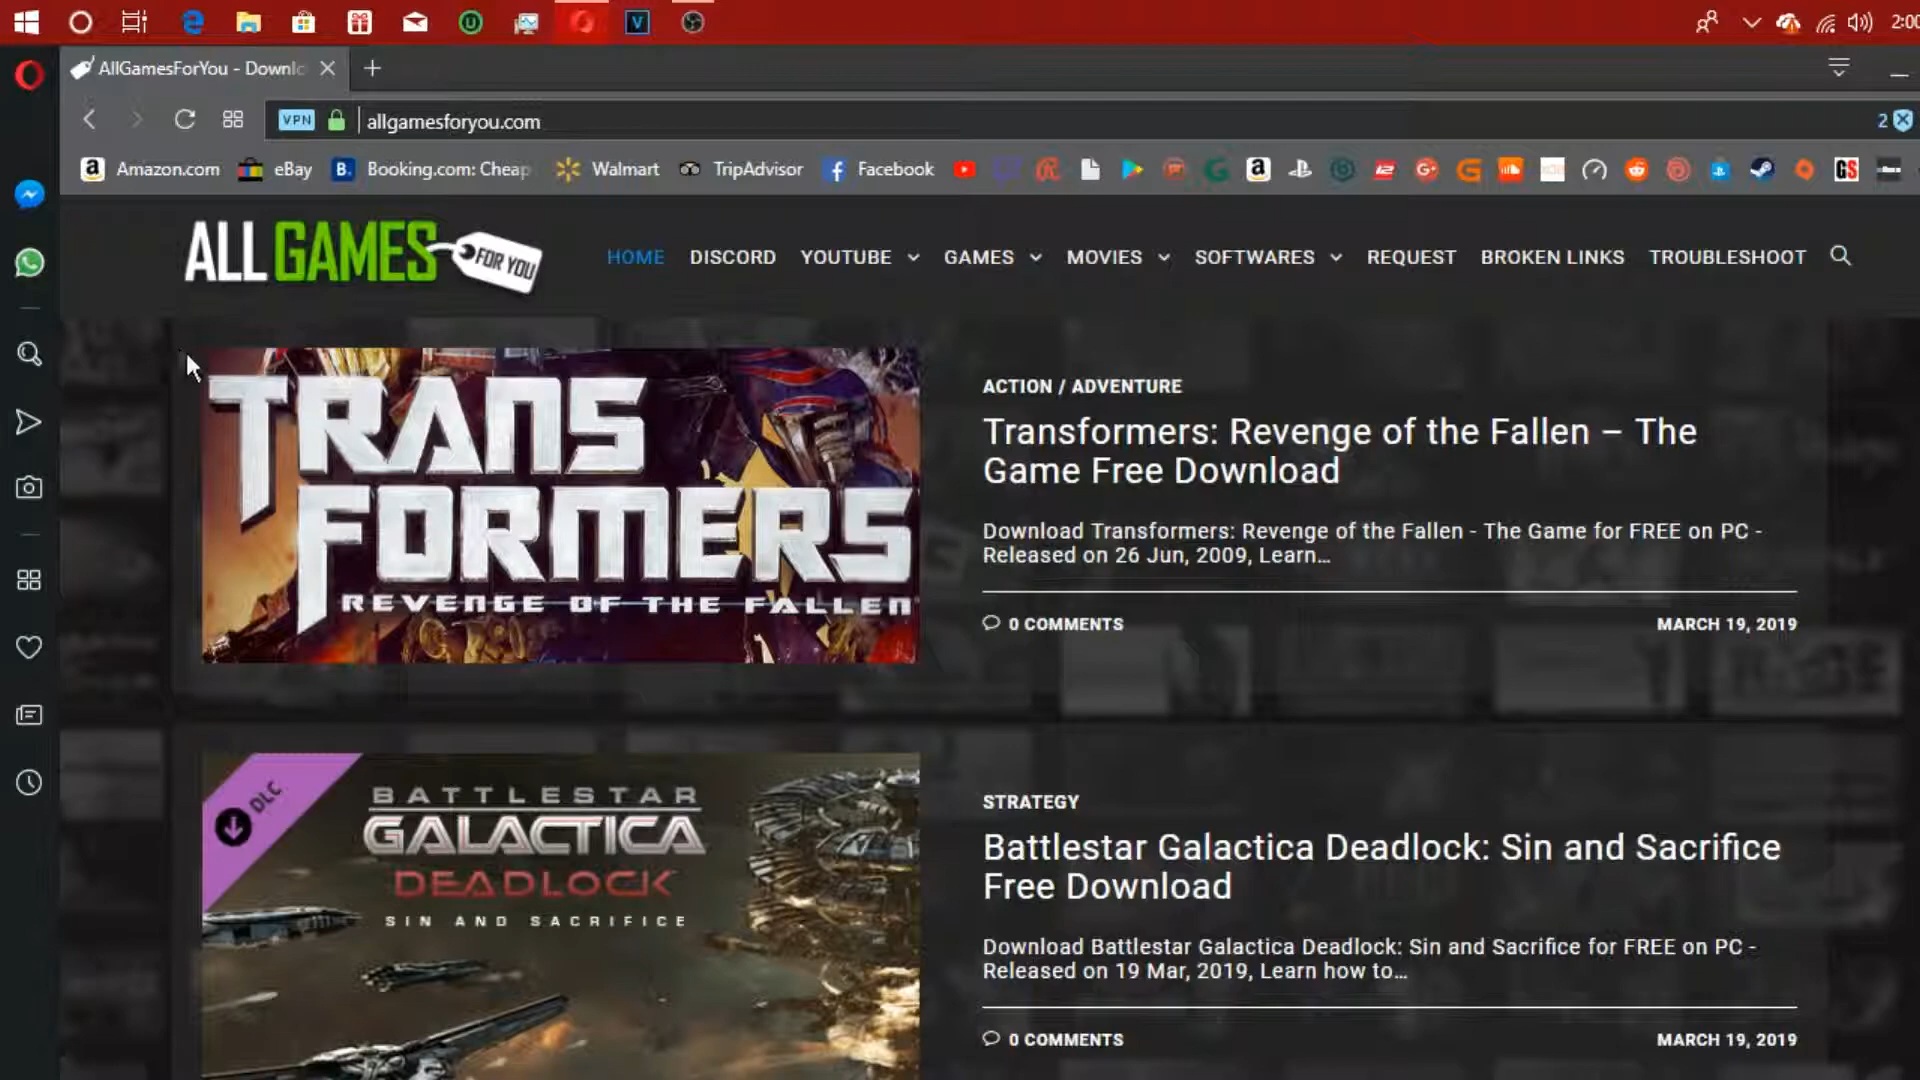 2:00
AllGamesForYou - Downlo
VPN
allgamesforyou.com
2
Amazon.com
eBay
Booking.com: Cheap
Walmart
TripAdvisor
Facebook
ALL GAMES FOR YOU
HOME
DISCORD
YOUTUBE
GAMES
MOVIES
SOFTWARES
REQUEST
BROKEN LINKS
TROUBLESHOOT
TRANS
FORMERS
REVENGE OF THE FALLEN
ACTION / ADVENTURE
Transformers: Revenge of the Fallen – The
Game Free Download
Download Transformers: Revenge of the Fallen - The Game for FREE on PC -
Released on 26 Jun, 2009, Learn...
0 COMMENTS
MARCH 19, 2019
DLC
BATTLESTAR
GALACTICA
DEADLOCK
SIN AND SACRIFICE
STRATEGY
Battlestar Galactica Deadlock: Sin and Sacrifice
Free Download
Download Battlestar Galactica Deadlock: Sin and Sacrifice for FREE on PC -
Released on 19 Mar, 2019, Learn how to...
0 COMMENTS
MARCH 19, 2019